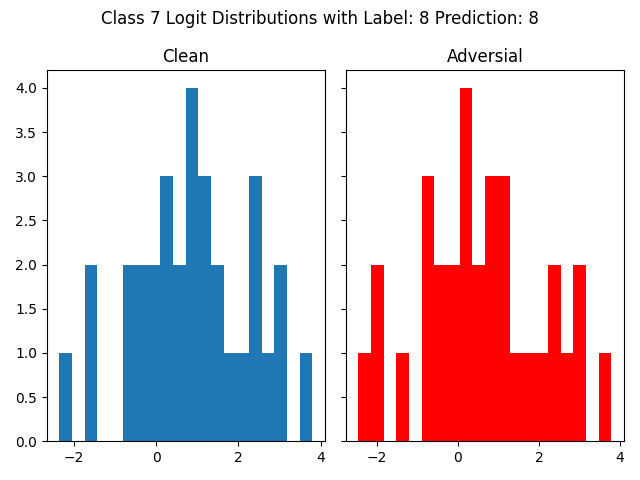 Class 7 Logit Distributions with Label: 8 Prediction: 8
Clean
Adversial
4.0
3.5
3.0
2.5
2.0
1.5
1.0
0.5
0.0
−2 0 2 4
−2 0 2 4